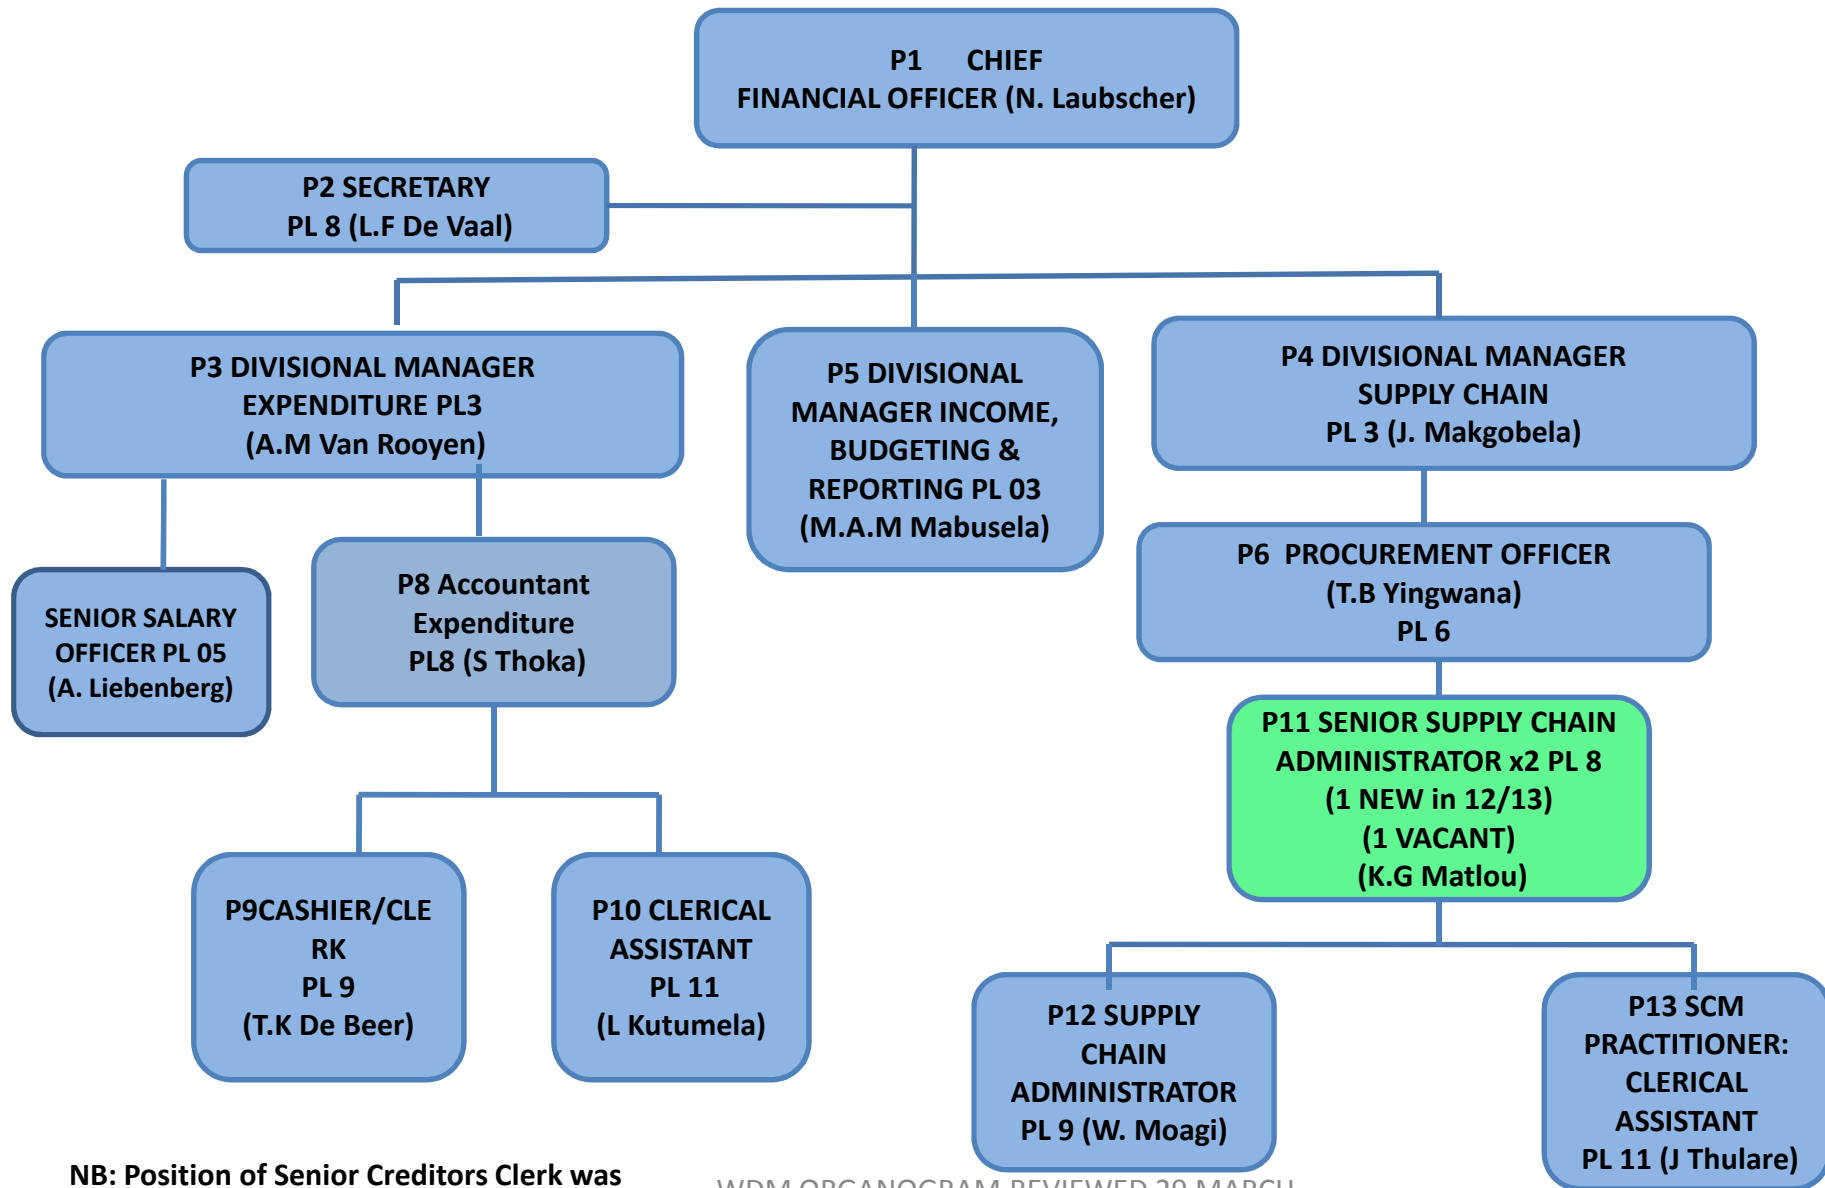 P1 CHIEF
FINANCIAL OFFICER (N. Laubscher)
P2 SECRETARY
PL 8 (L.F De Vaal)
P3 DIVISIONAL MANAGER
EXPENDITURE PL3
(A.M Van Rooyen)
P5 DIVISIONAL
MANAGER INCOME,
BUDGETING &
REPORTING PL 03
(M.A.M Mabusela)
P4 DIVISIONAL MANAGER
SUPPLY CHAIN
PL 3 (J. Makgobela)
SENIOR SALARY
OFFICER PL 05
(A. Liebenberg)
P8 Accountant
Expenditure
PL8 (S Thoka)
P6 PROCUREMENT OFFICER
(T.B Yingwana)
PL 6
P11 SENIOR SUPPLY CHAIN
ADMINISTRATOR x2 PL 8
(1 NEW in 12/13)
(1 VACANT)
(K.G Matlou)
P9CASHIER/CLE
RK
PL 9
(T.K De Beer)
P10 CLERICAL
ASSISTANT
PL 11
(L Kutumela)
P12 SUPPLY
CHAIN
ADMINISTRATOR
PL 9 (W. Moagi)
P13 SCM
PRACTITIONER:
CLERICAL
ASSISTANT
PL 11 (J Thulare)
NB: Position of Senior Creditors Clerk was
WDM ORGANOGRAM REVIEWED 29 MARCH